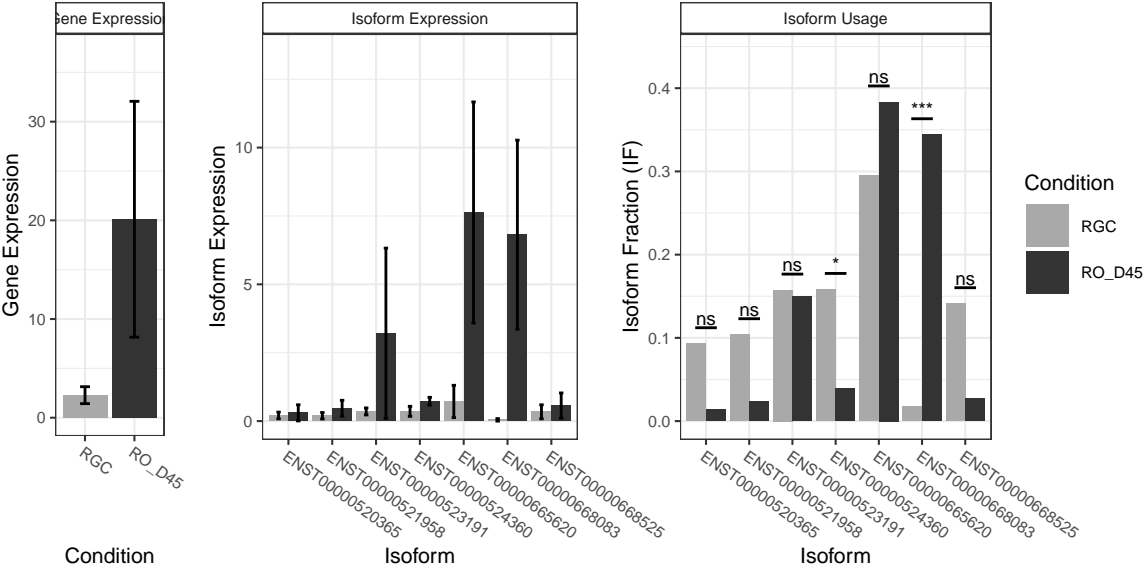 Gene Expression
Isoform Expression
Isoform Usage
Gene Expression
30
20
10
0
RGC
RO_D45
Condition
Isoform Expression
10
5
0
ENST00000520365
ENST00000521958
ENST00000523191
ENST00000524360
ENST00000665620
ENST00000668083
ENST00000668525
Isoform
Isoform Fraction (IF)
0.4
0.3
0.2
0.1
0.0
ns
ns
ns
*
ns
***
ns
ENST00000520365
ENST00000521958
ENST00000523191
ENST00000524360
ENST00000665620
ENST00000668083
ENST00000668525
Isoform
Condition
RGC
RO_D45